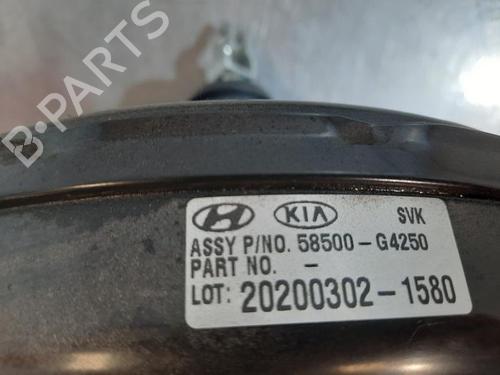 B-PARTS
KIA SVK
ASSY P/NO. 58500-G4250
PART NO. -
LOT: 20200302-1580